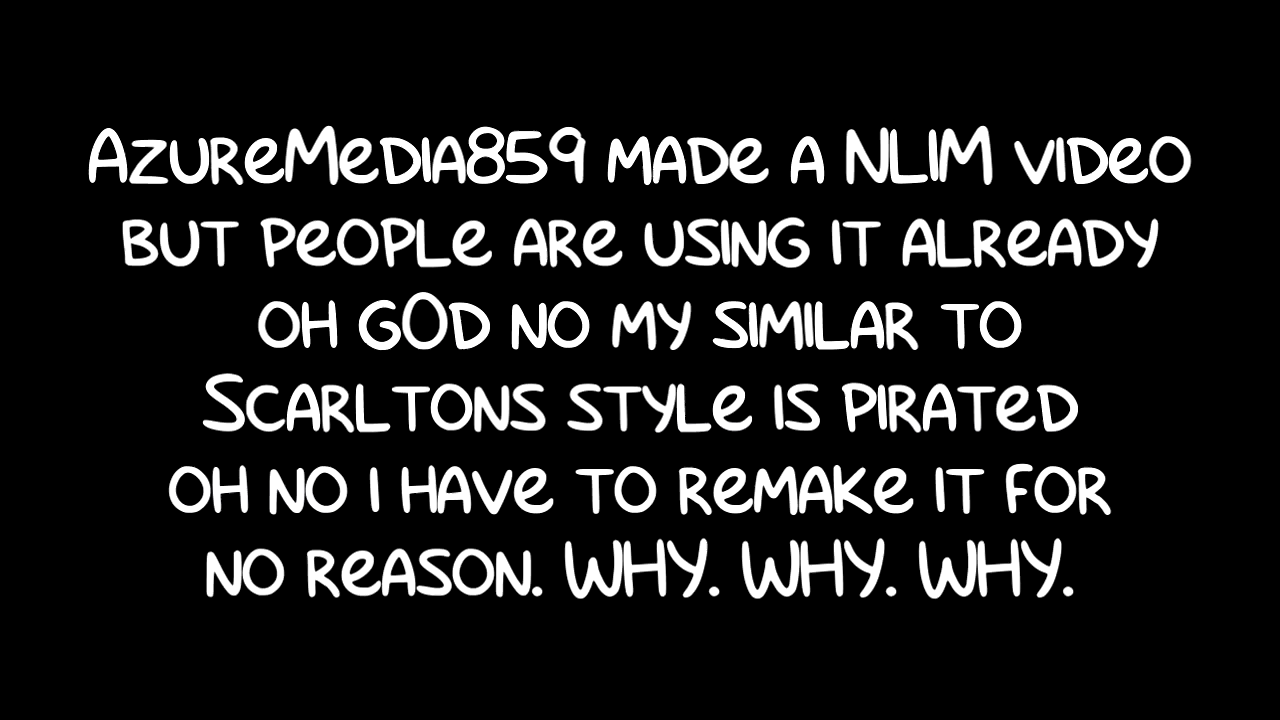 AzureMedia859 made a NLIM video
but people are using it already
oh gOd no my similar to
Scarltons style is pirated
oh no i have to remake it for
no reason. WHY. WHY. WHY.